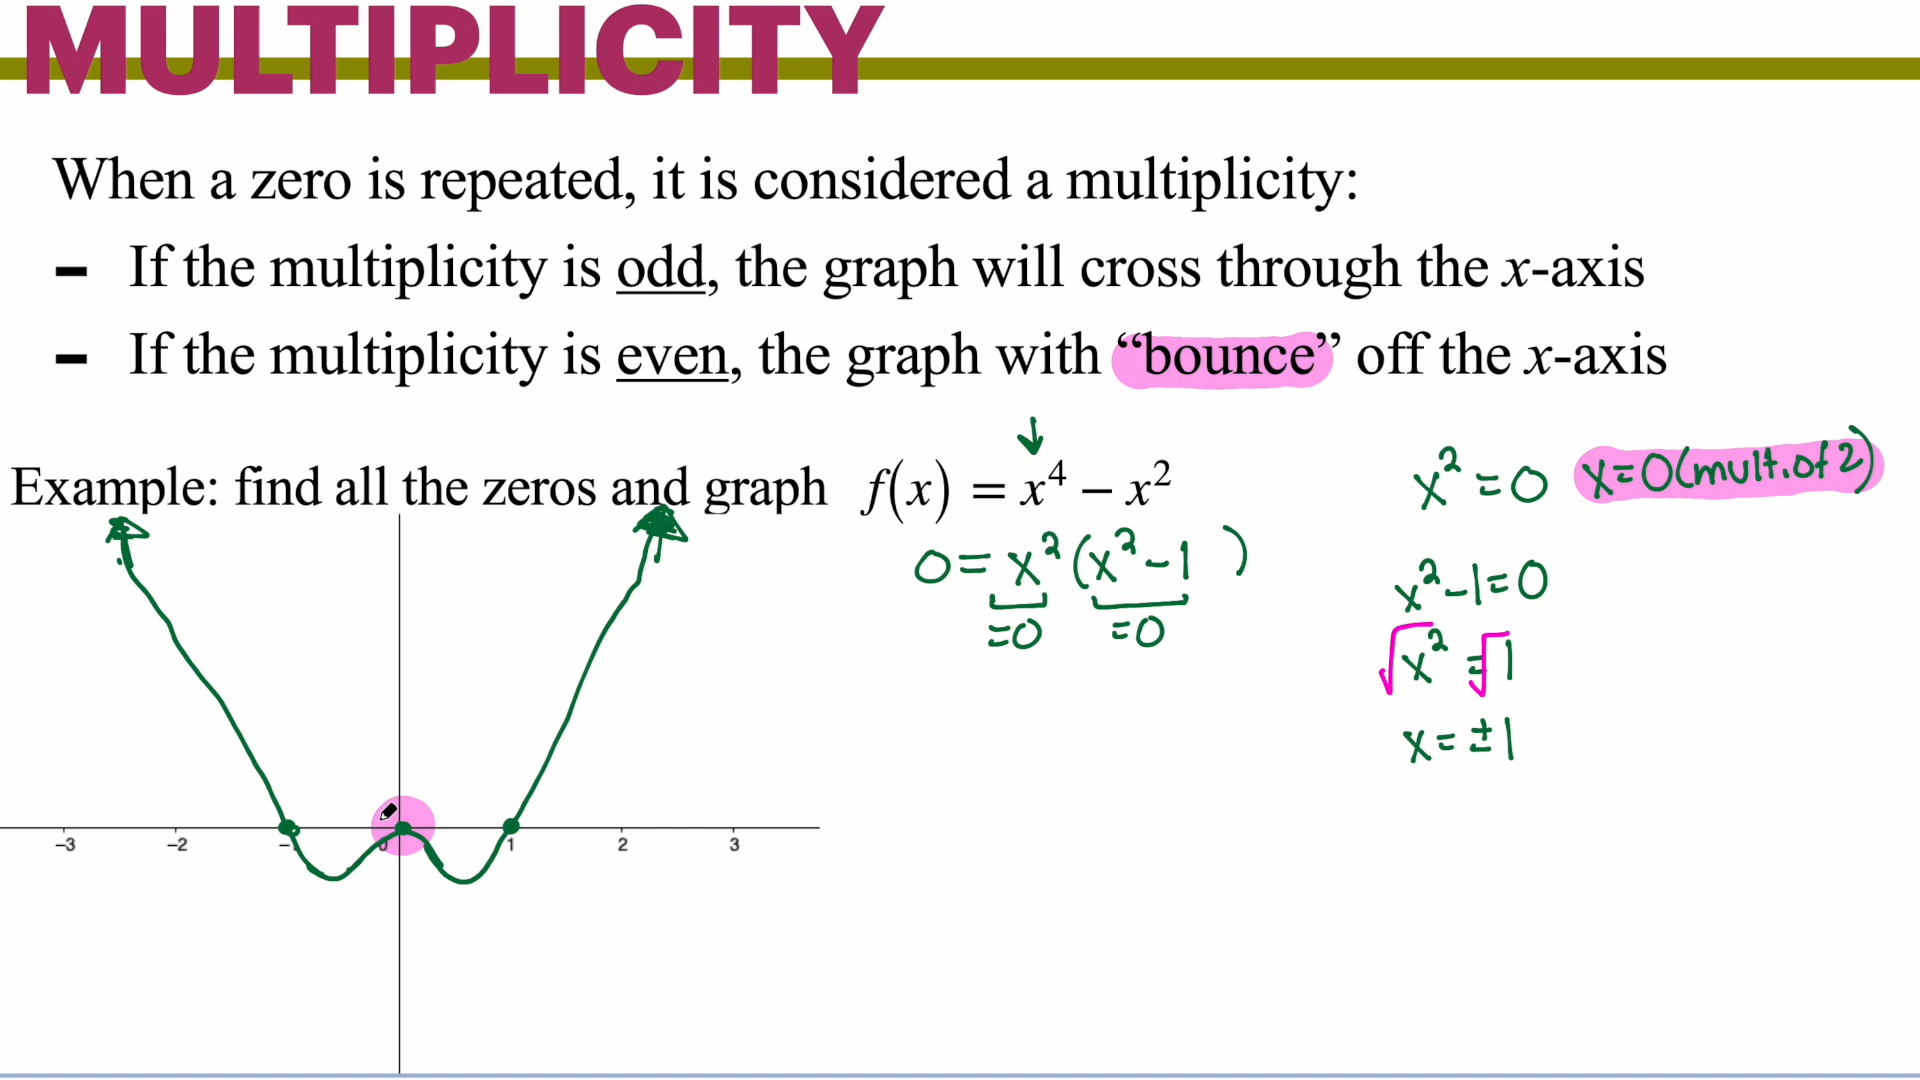 MULTIPLICITY
When a zero is repeated, it is considered a multiplicity:
- If the multiplicity is odd, the graph will cross through the x-axis
- If the multiplicity is even, the graph with “bounce” off the x-axis
Example: find all the zeros and graph f(x) = x⁴ – x²
0 = x² (x² - 1 )
=0 =0
x² = 0 x=0 (mult. of 2)
x² - 1 = 0
√x² = √1
x = ±1
-3 -2 -1 0 1 2 3